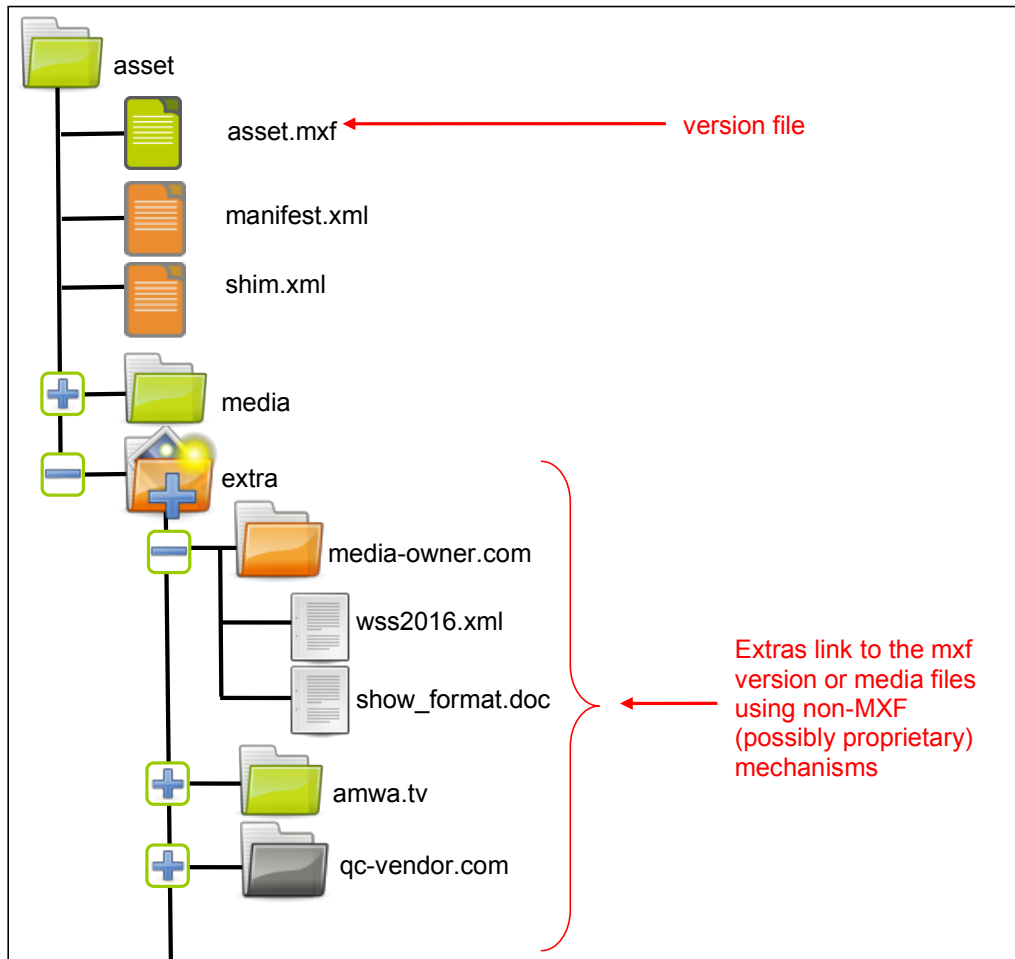 asset
asset.mxf
version file
manifest.xml
shim.xml
media
extra
media-owner.com
wss2016.xml
show_format.doc
Extras link to the mxf
version or media files
using non-MXF
(possibly proprietary)
mechanisms
amwa.tv
qc-vendor.com